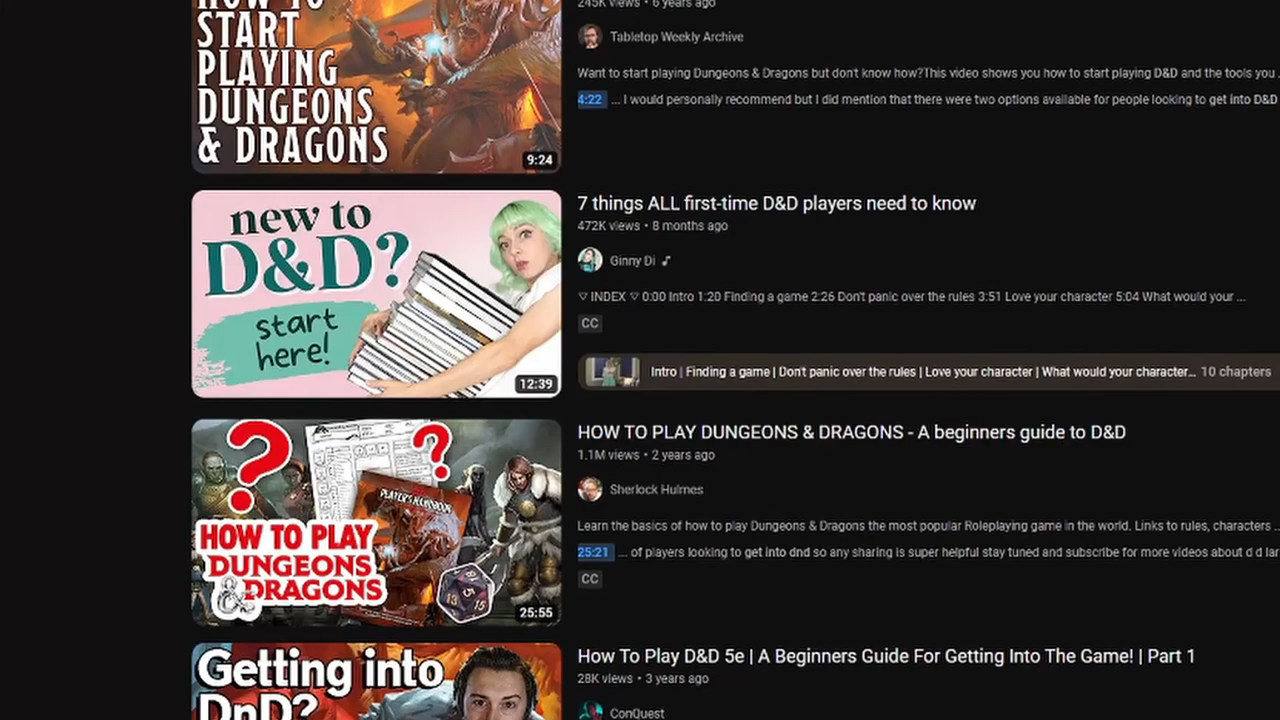 HOW TO
START
PLAYING
DUNGEONS
& DRAGONS
9:24
245K views • 6 years ago
Tabletop Weekly Archive
Want to start playing Dungeons & Dragons but don't know how?This video shows you how to start playing D&D and the tools you ...
4:22 ... I would personally recommend but I did mention that there were two options available for people looking to get into D&D
new to
D&D?
start
here!
12:39
7 things ALL first-time D&D players need to know
472K views • 8 months ago
Ginny Di ♪
▽ INDEX ▽ 0:00 Intro 1:20 Finding a game 2:26 Don't panic over the rules 3:51 Love your character 5:04 What would your ...
CC
Intro | Finding a game | Don't panic over the rules | Love your character | What would your character... 10 chapters
? ?
PLAYER'S HANDBOOK
HOW TO PLAY
DUNGEONS
& DRAGONS
25:55
HOW TO PLAY DUNGEONS & DRAGONS - A beginners guide to D&D
1.1M views • 2 years ago
Sherlock Hulmes
Learn the basics of how to play Dungeons & Dragons the most popular Roleplaying game in the world. Links to rules, characters ...
25:21 ... of players looking to get into dnd so any sharing is super helpful stay tuned and subscribe for more videos about d d lar
CC
Getting into
DnD?
How To Play D&D 5e | A Beginners Guide For Getting Into The Game! | Part 1
28K views • 3 years ago
ConQuest